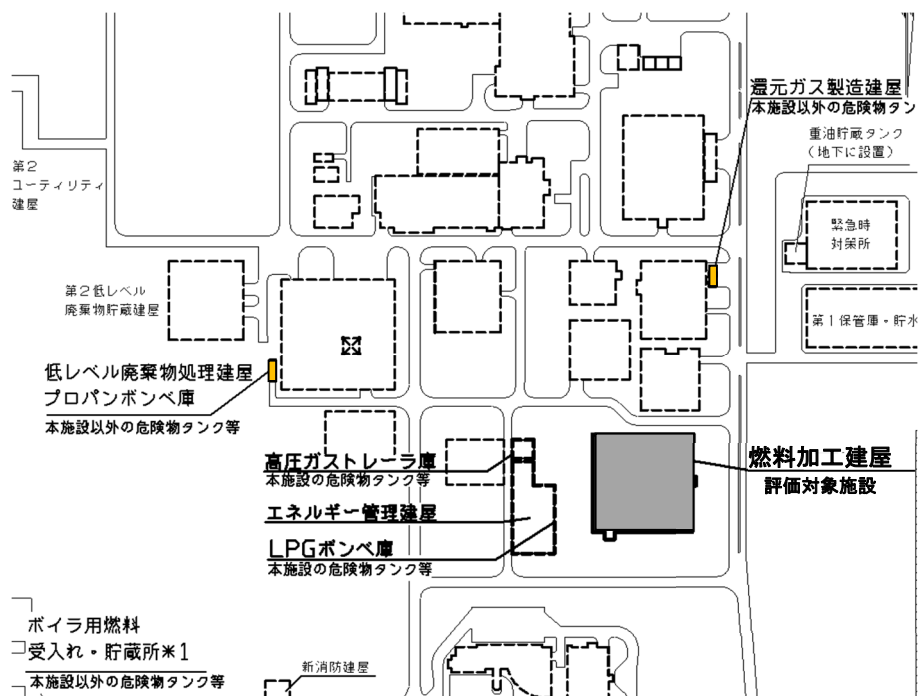 還元ガス製造建屋
本施設以外の危険物タン
重油貯蔵タンク
（地下に設置）
第2
ユーティリティ
建屋
緊急時
対策所
第2低レベル
廃棄物貯蔵建屋
第1保管庫・貯水
低レベル廃棄物処理建屋
プロパンボンベ庫
本施設以外の危険物タンク等
高圧ガストレーラ庫
本施設の危険物タンク等
燃料加工建屋
評価対象施設
エネルギー管理建屋
LPGボンベ庫
本施設の危険物タンク等
ボイラ用燃料
受入れ・貯蔵所※1
本施設以外の危険物タンク等
新消防建屋